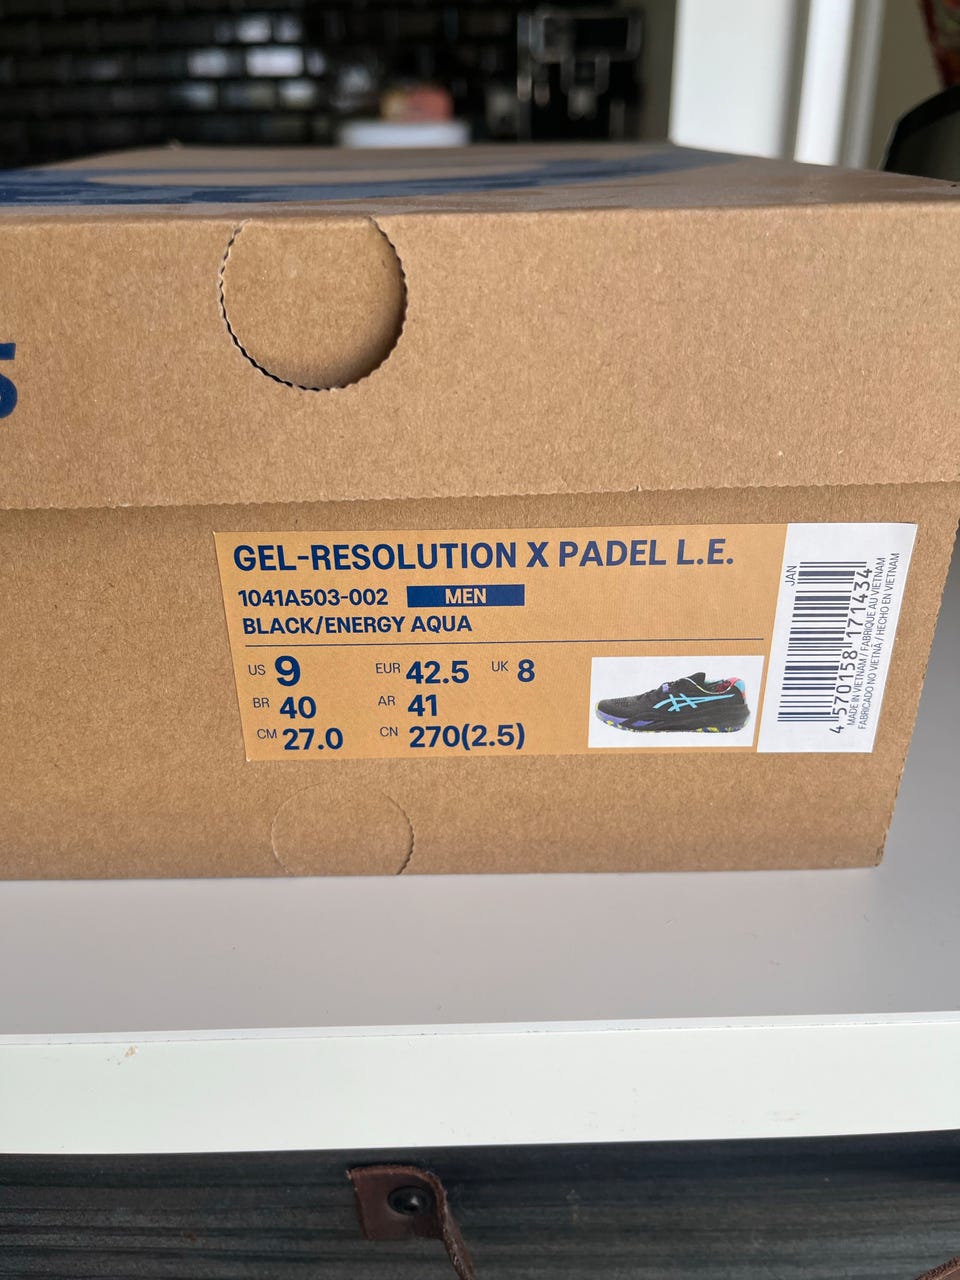 S
GEL-RESOLUTION X PADEL L.E.
1041A503-002 MEN
BLACK/ENERGY AQUA
US 9 EUR 42.5 UK 8
BR 40 AR 41
CM 27.0 CN 270(2.5)
JAN
4 570158 171434
MADE IN VIETNAM / FABRIQUÉ AU VIETNAM
FABRICADO NO VIETNÃ / HECHO EN VIETNAM